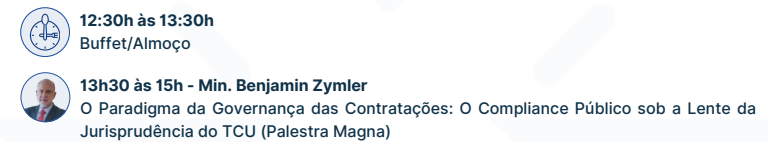 12:30h às 13:30h
Buffet/Almoço
13h30 às 15h - Min. Benjamin Zymler
O Paradigma da Governança das Contratações: O Compliance Público sob a Lente da
Jurisprudência do TCU (Palestra Magna)